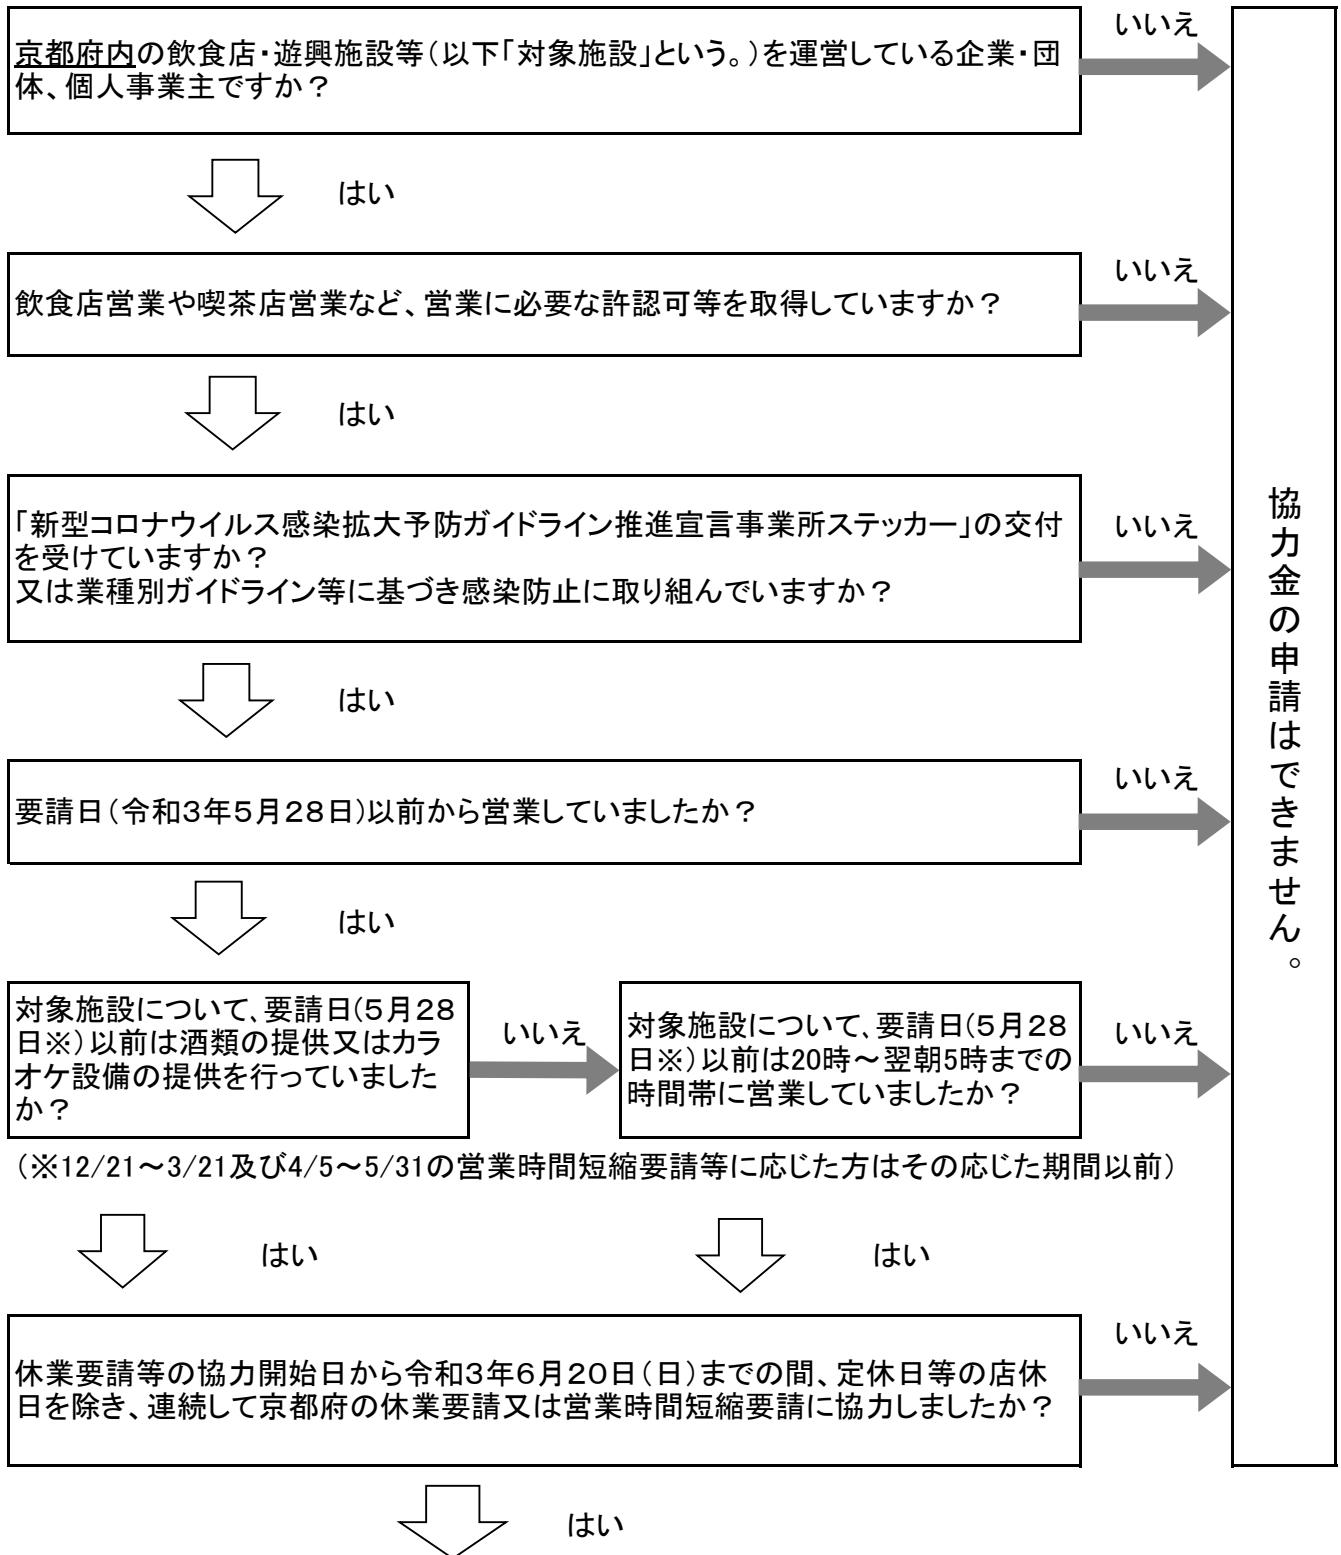 いいえ
京都府内の飲食店・遊興施設等（以下「対象施設」という。）を運営している企業・団
体、個人事業主ですか？
はい
いいえ
飲食店営業や喫茶店営業など、営業に必要な許認可等を取得していますか？
はい
「新型コロナウイルス感染拡大予防ガイドライン推進宣言事業所ステッカー」の交付
を受けていますか？
又は業種別ガイドライン等に基づき感染防止に取り組んでいますか？
いいえ
はい
いいえ
要請日（令和３年５月２８日）以前から営業していましたか？
はい
対象施設について、要請日（５月２８
日※）以前は酒類の提供又はカラ
オケ設備の提供を行っていました
か？
いいえ
対象施設について、要請日（５月２８
日※）以前は20時～翌朝5時までの
時間帯に営業していましたか？
いいえ
（※12/21～3/21及び4/5～5/31の営業時間短縮要請等に応じた方はその応じた期間以前）
はい
はい
いいえ
休業要請等の協力開始日から令和３年６月２０日（日）までの間、定休日等の店休
日を除き、連続して京都府の休業要請又は営業時間短縮要請に協力しましたか？
はい
協力金の申請はできません。